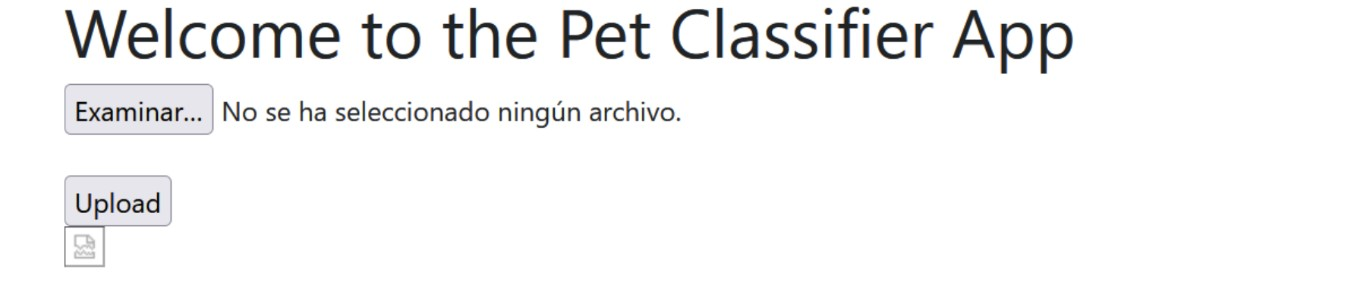 Welcome to the Pet Classifier App
Examinar... No se ha seleccionado ningún archivo.
Upload